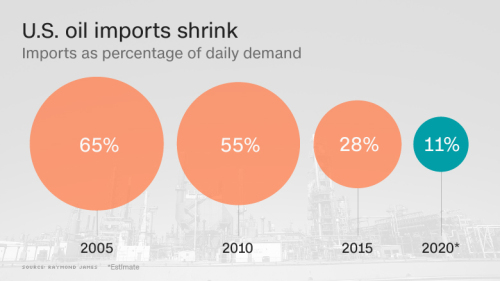 U.S. oil imports shrink
Imports as percentage of daily demand
65%
55%
28%
11%
2005
2010
2015
2020*
SOURCE: RAYMOND JAMES *Estimate